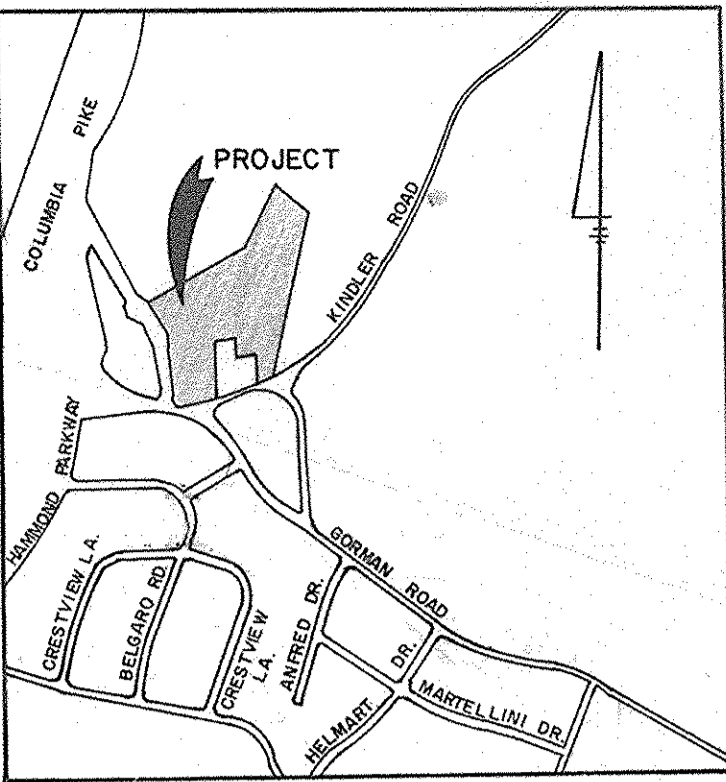 COLUMBIA PIKE
PROJECT
KINDLER ROAD
HAMMOND PARKWAY
GORMAN ROAD
CRESTVIEW LA.
BELGARO RD.
CRESTVIEW LA.
ANFRED DR.
HELMART DR.
MARTELLINI DR.